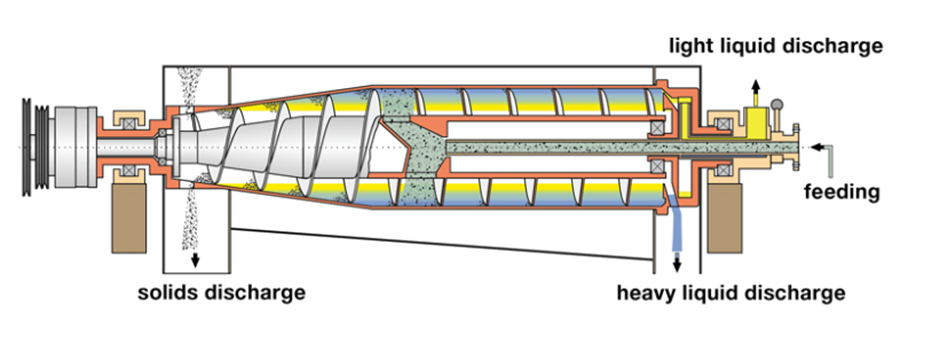 light liquid discharge
feeding
solids discharge
heavy liquid discharge